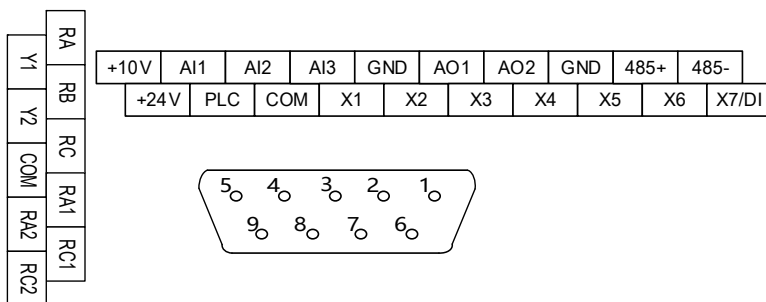 RA
RB
RC
RA1
RC1
Y1
Y2
COM
RA2
RC2
+10V AI1 AI2 AI3 GND AO1 AO2 GND 485+ 485-
+24V PLC COM X1 X2 X3 X4 X5 X6 X7/DI
5 4 3 2 1
9 8 7 6